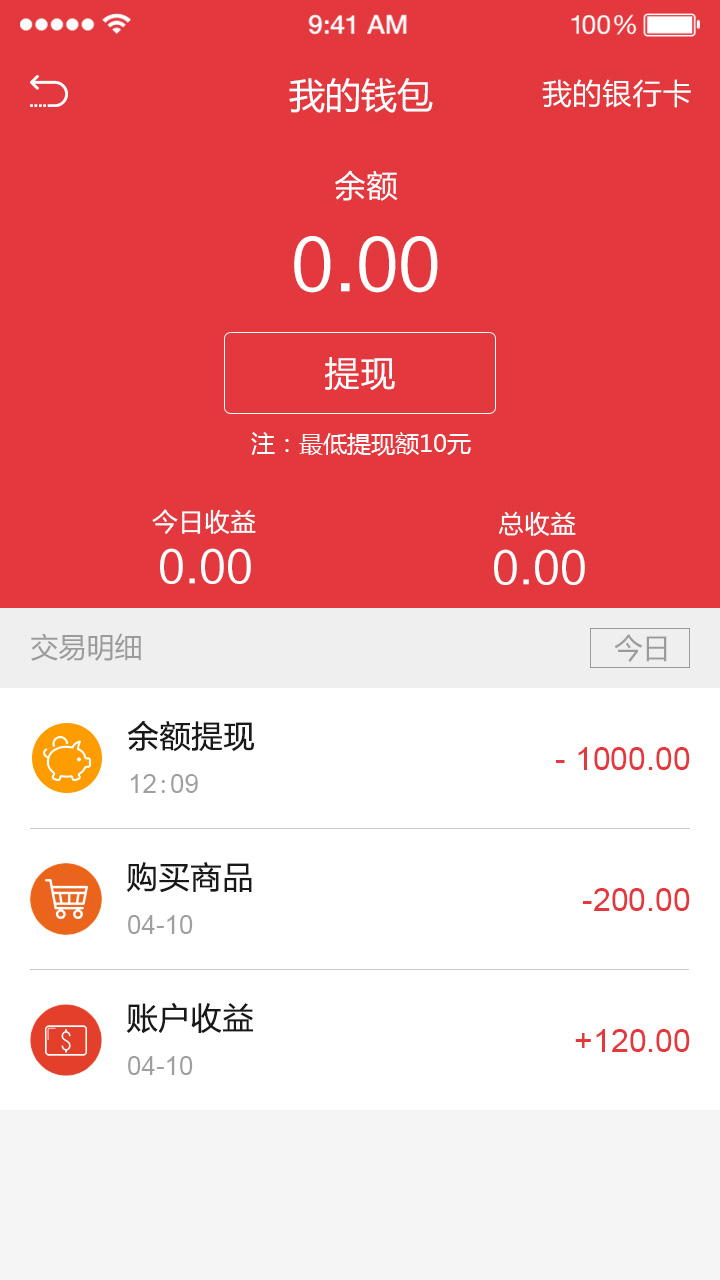 9:41 AM 100%
我的钱包 我的银行卡
余额
0.00
提现
注：最低提现额10元
今日收益 总收益
0.00 0.00
交易明细 今日
余额提现
12:09
- 1000.00
购买商品
04-10
-200.00
账户收益
04-10
+120.00